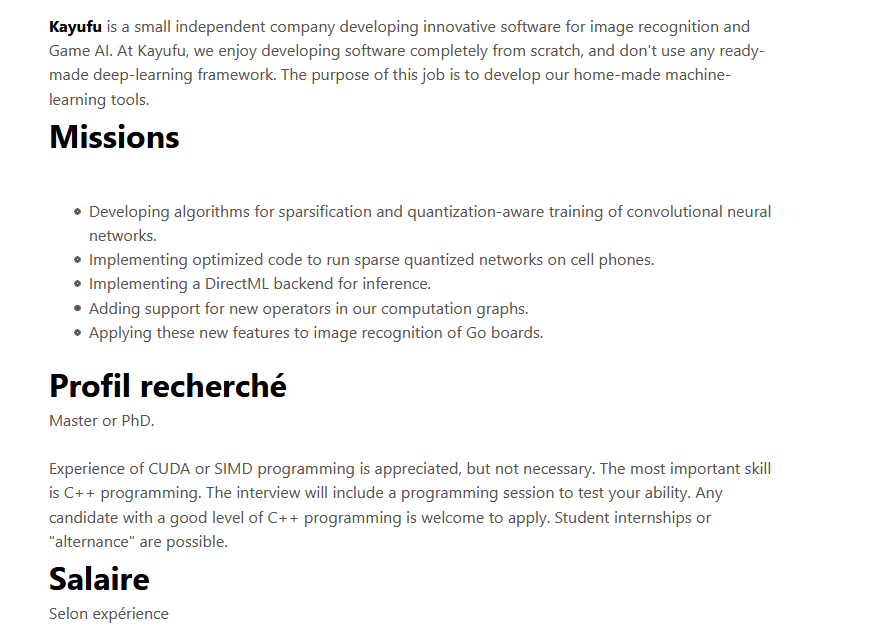 Kayufu is a small independent company developing innovative software for image recognition and
Game AI. At Kayufu, we enjoy developing software completely from scratch, and don't use any ready-
made deep-learning framework. The purpose of this job is to develop our home-made machine-
learning tools.
Missions
• Developing algorithms for sparsification and quantization-aware training of convolutional neural
networks.
• Implementing optimized code to run sparse quantized networks on cell phones.
• Implementing a DirectML backend for inference.
• Adding support for new operators in our computation graphs.
• Applying these new features to image recognition of Go boards.
Profil recherché
Master or PhD.
Experience of CUDA or SIMD programming is appreciated, but not necessary. The most important skill
is C++ programming. The interview will include a programming session to test your ability. Any
candidate with a good level of C++ programming is welcome to apply. Student internships or
"alternance" are possible.
Salaire
Selon expérience